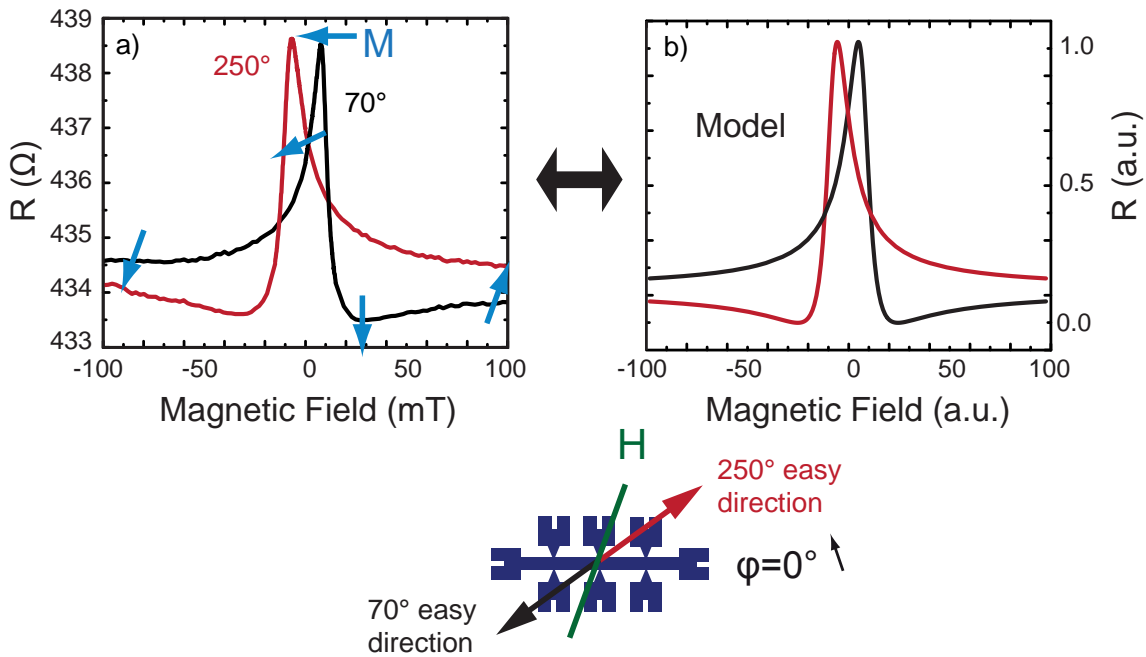 a)
M
250°
70°
439
438
437
436
435
434
433
R (Ω)
-100
-50
0
50
100
Magnetic Field (mT)
b)
Model
1.0
0.5
0.0
R (a.u.)
-100
-50
0
50
100
Magnetic Field (a.u.)
H
250° easy
direction
φ=0°
70° easy
direction